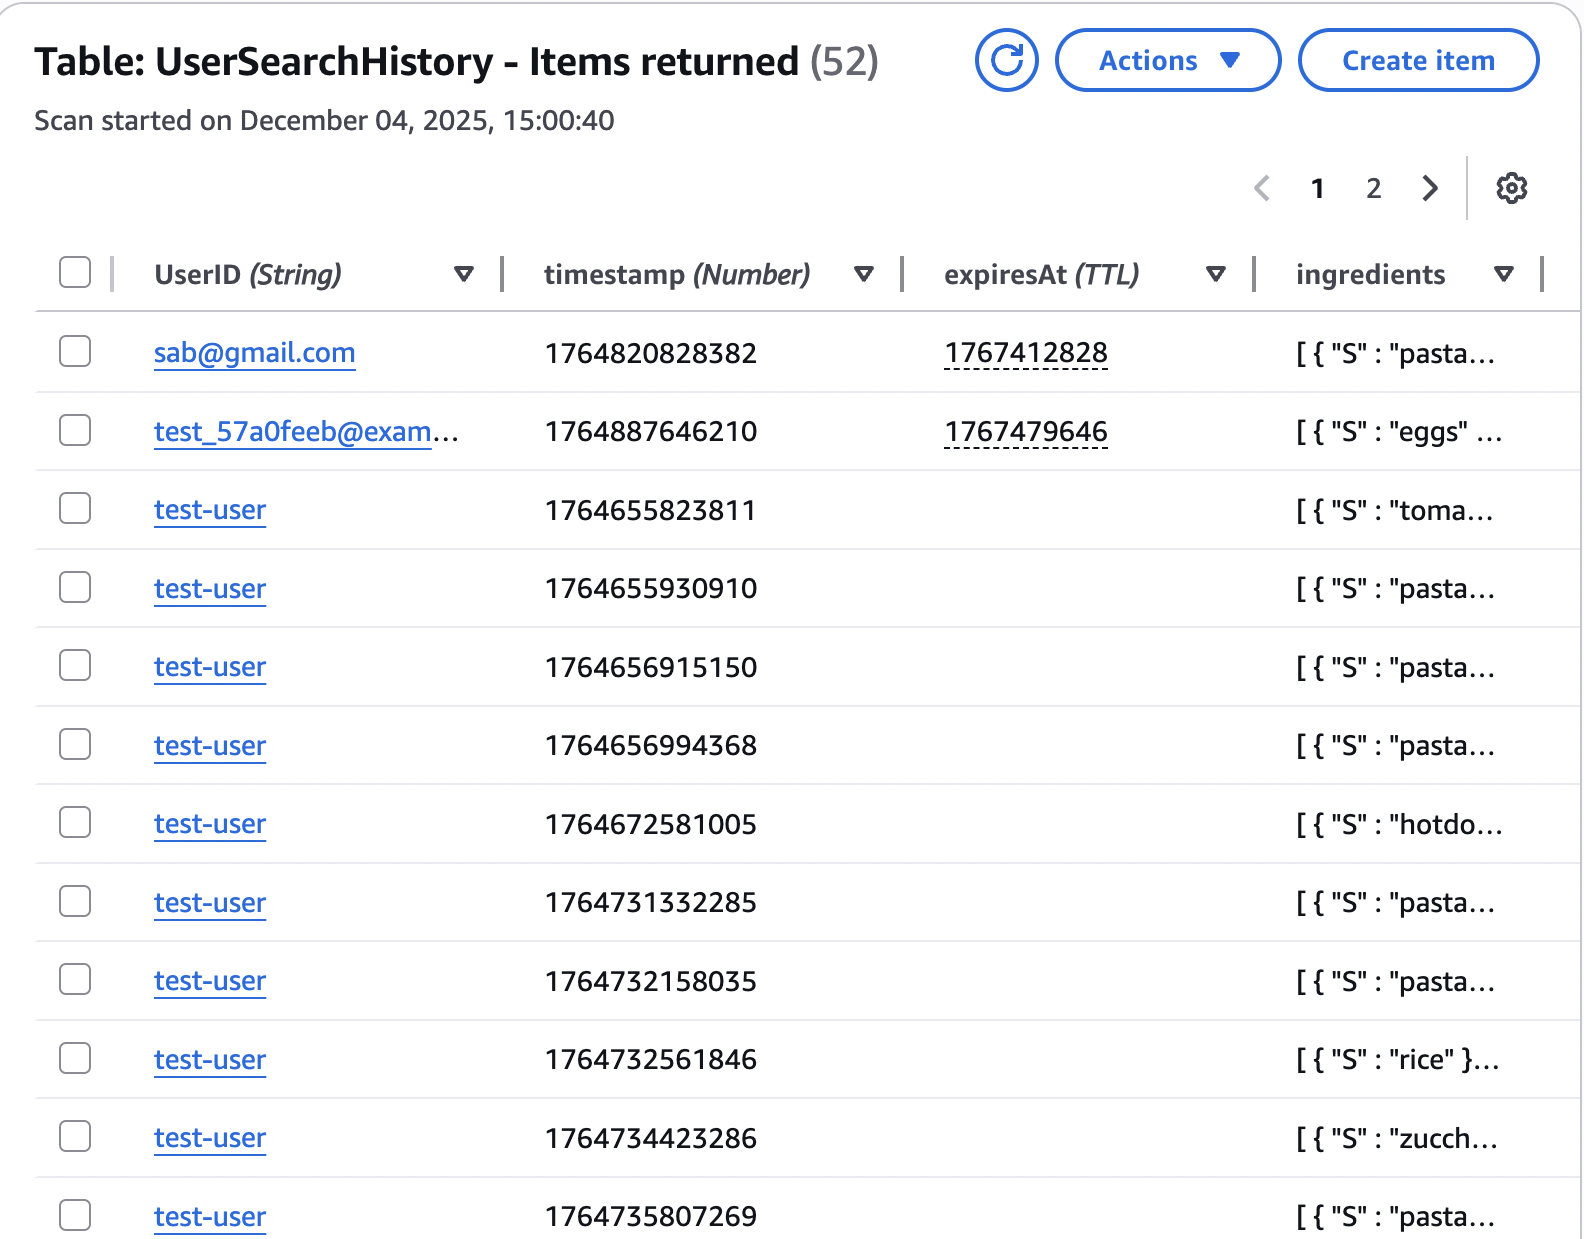 Table: UserSearchHistory - Items returned (52)
Actions
Create item
Scan started on December 04, 2025, 15:00:40
1 2
UserID (String) timestamp (Number) expiresAt (TTL) ingredients
sab@gmail.com 1764820828382 1767412828 [ { "S" : "pasta...
test_57a0feeb@exam... 1764887646210 1767479646 [ { "S" : "eggs" ...
test-user 1764655823811 [ { "S" : "toma...
test-user 1764655930910 [ { "S" : "pasta...
test-user 1764656915150 [ { "S" : "pasta...
test-user 1764656994368 [ { "S" : "pasta...
test-user 1764672581005 [ { "S" : "hotdo...
test-user 1764731332285 [ { "S" : "pasta...
test-user 1764732158035 [ { "S" : "pasta...
test-user 1764732561846 [ { "S" : "rice" }...
test-user 1764734423286 [ { "S" : "zucch...
test-user 1764735807269 [ { "S" : "pasta...